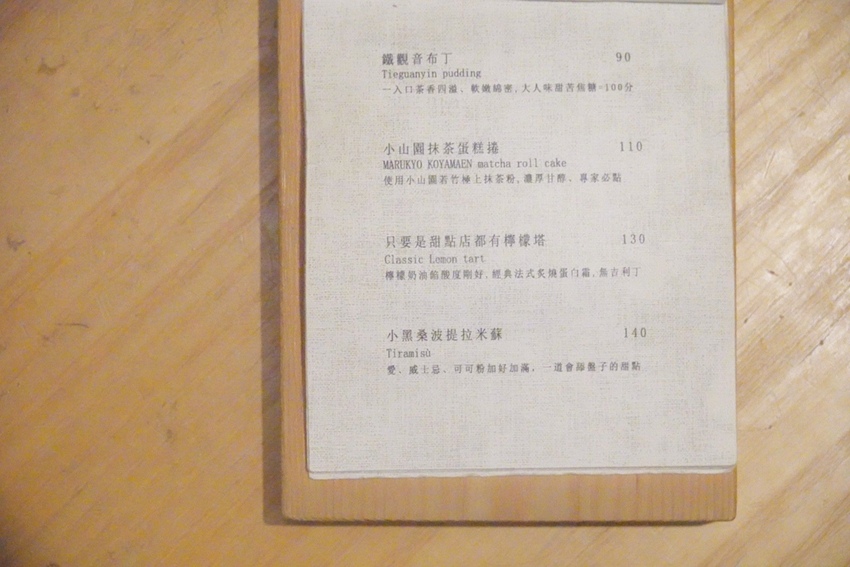 鐵觀音布丁 90
Tieguanyin pudding
一入口茶香四溢、軟嫩綿密,大人味甜苦焦糖=100分
小山園抹茶蛋糕捲 110
MARUKYO KOYAMAEN matcha roll cake
使用小山園若竹極上抹茶粉,濃厚甘醇、專家必點
只要是甜點店都有檸檬塔 130
Classic Lemon tart
檸檬奶油餡酸度剛好,經典法式炙燒蛋白霜,無吉利丁
小黑桑波提拉米蘇 140
Tiramisù
愛、威士忌、可可粉加好加滿,一道會舔盤子的甜點